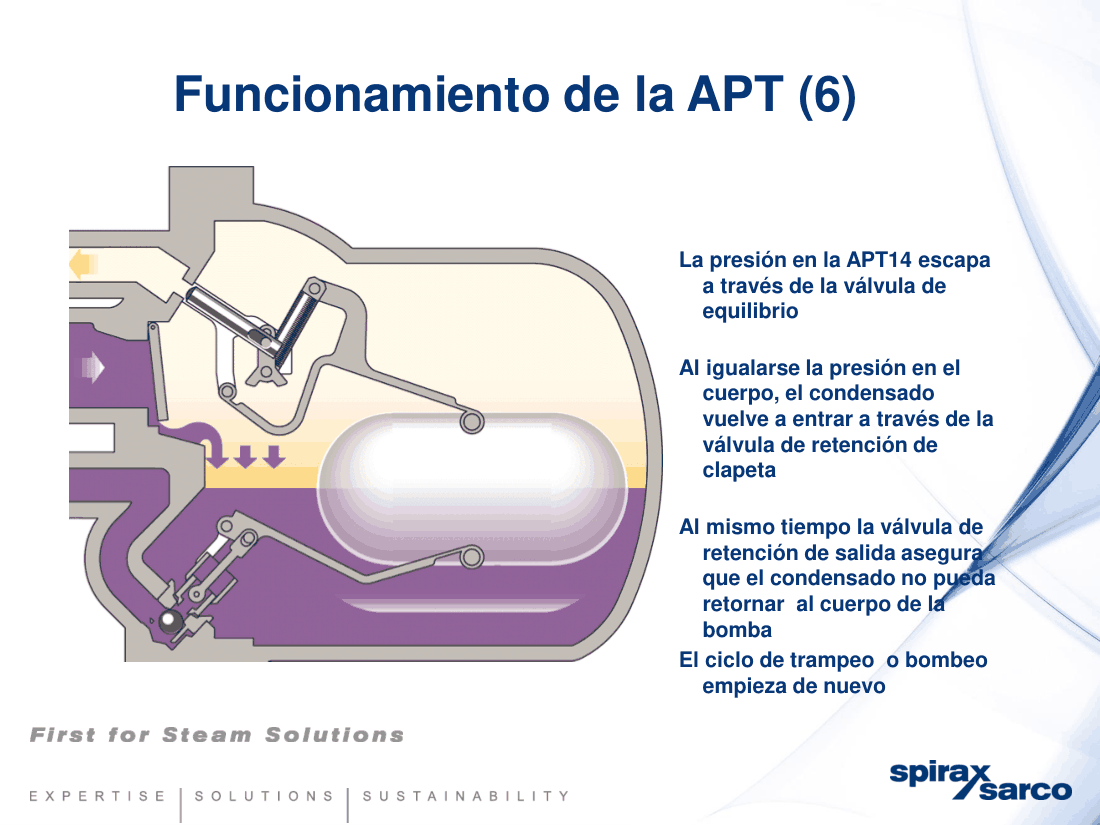 Funcionamiento de la APT (6)
La presión en la APT14 escapa
a través de la válvula de
equilibrio
Al igualarse la presión en el
cuerpo, el condensado
vuelve a entrar a través de la
válvula de retención de
clapeta
Al mismo tiempo la válvula de
retención de salida asegura
que el condensado no pueda
retornar  al cuerpo de la
bomba
El ciclo de trampeo  o bombeo
empieza de nuevo
First for Steam Solutions
EXPERTISE | SOLUTIONS | SUSTAINABILITY
spirax
sarco